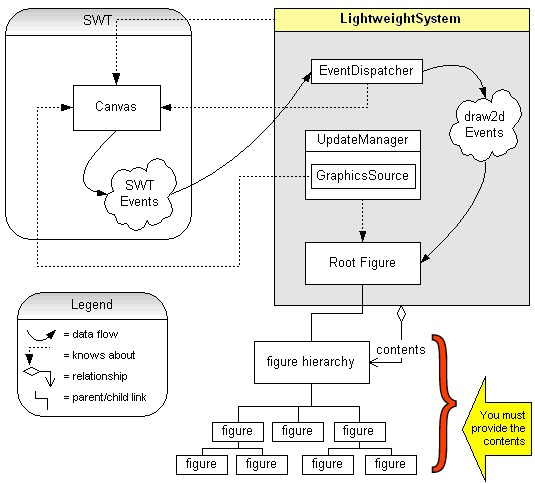 SWT
LightweightSystem
EventDispatcher
Canvas
draw2d
Events
UpdateManager
GraphicsSource
SWT
Events
Root Figure
Legend
= data flow
= knows about
= relationship
= parent/child link
contents
figure hierarchy
You must
provide the
contents
figure
figure
figure
figure
figure
figure
figure